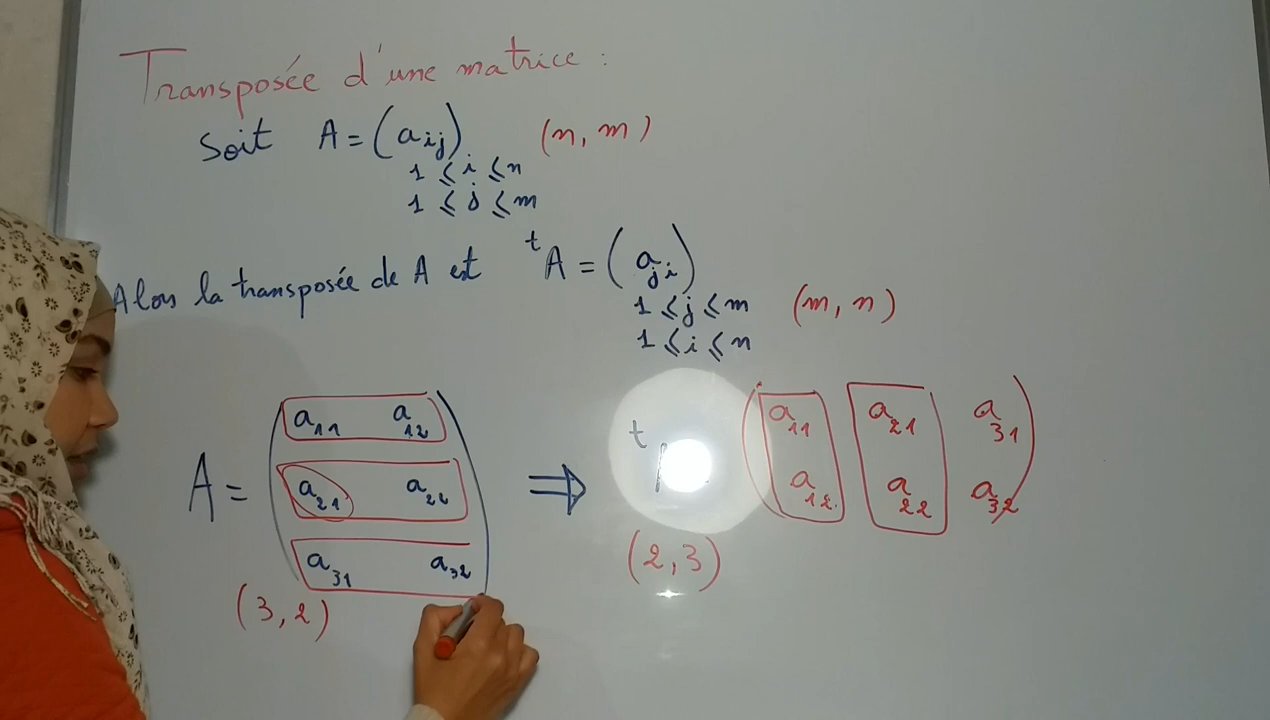 Transposée d'une matrice :
Soit A = (aij) (n, m)
1 ⩽ i ⩽ n
1 ⩽ j ⩽ m
Alors la transposée de A est ᵗA = (aji)
1 ⩽ j ⩽ m (m, n)
1 ⩽ i ⩽ n
a11 a12 a11 a21 a31
A = a21 a22 ⇒ t
a31 a32 a12 a22 a32
(3, 2) (2, 3)